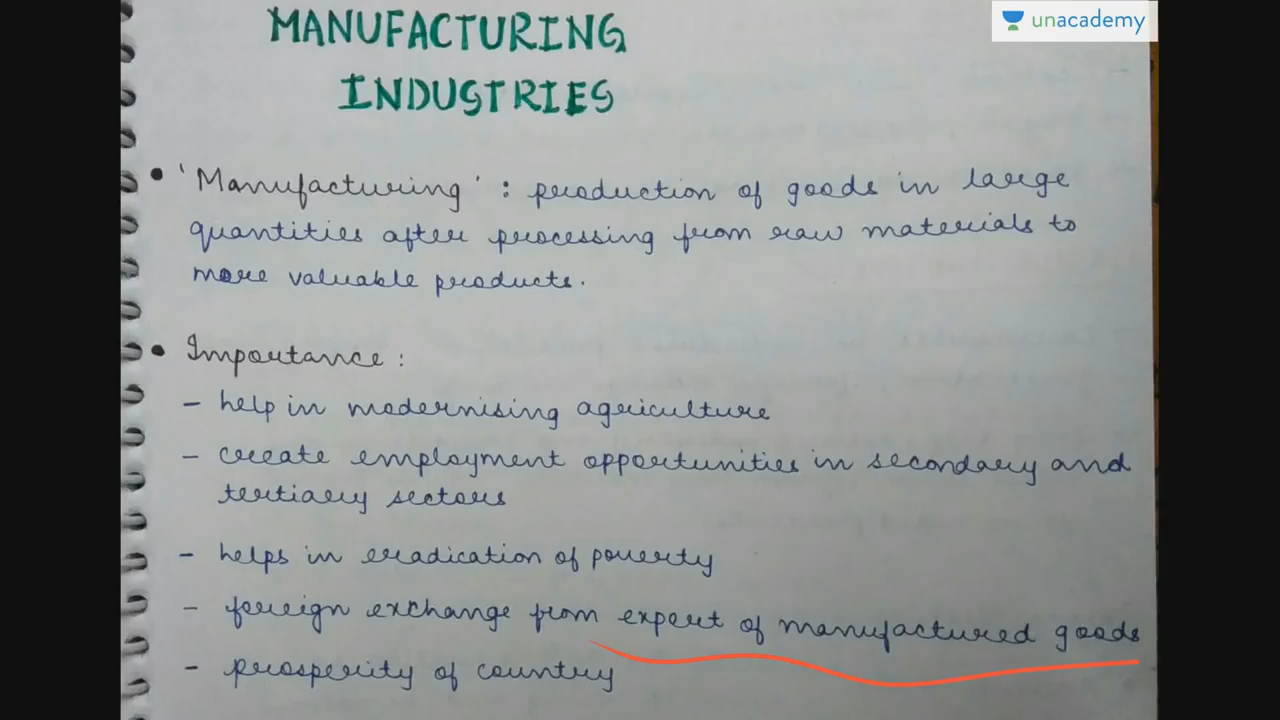 MANUFACTURING
INDUSTRIES
unacademy
• 'Manufacturing' : production of goods in large
quantities after processing from raw materials to
more valuable products.
• Importance :
- help in modernising agriculture
- create employment opportunities in secondary and
tertiary sectors
- helps in eradication of poverty
- foreign exchange from export of manufactured goods
- prosperity of country